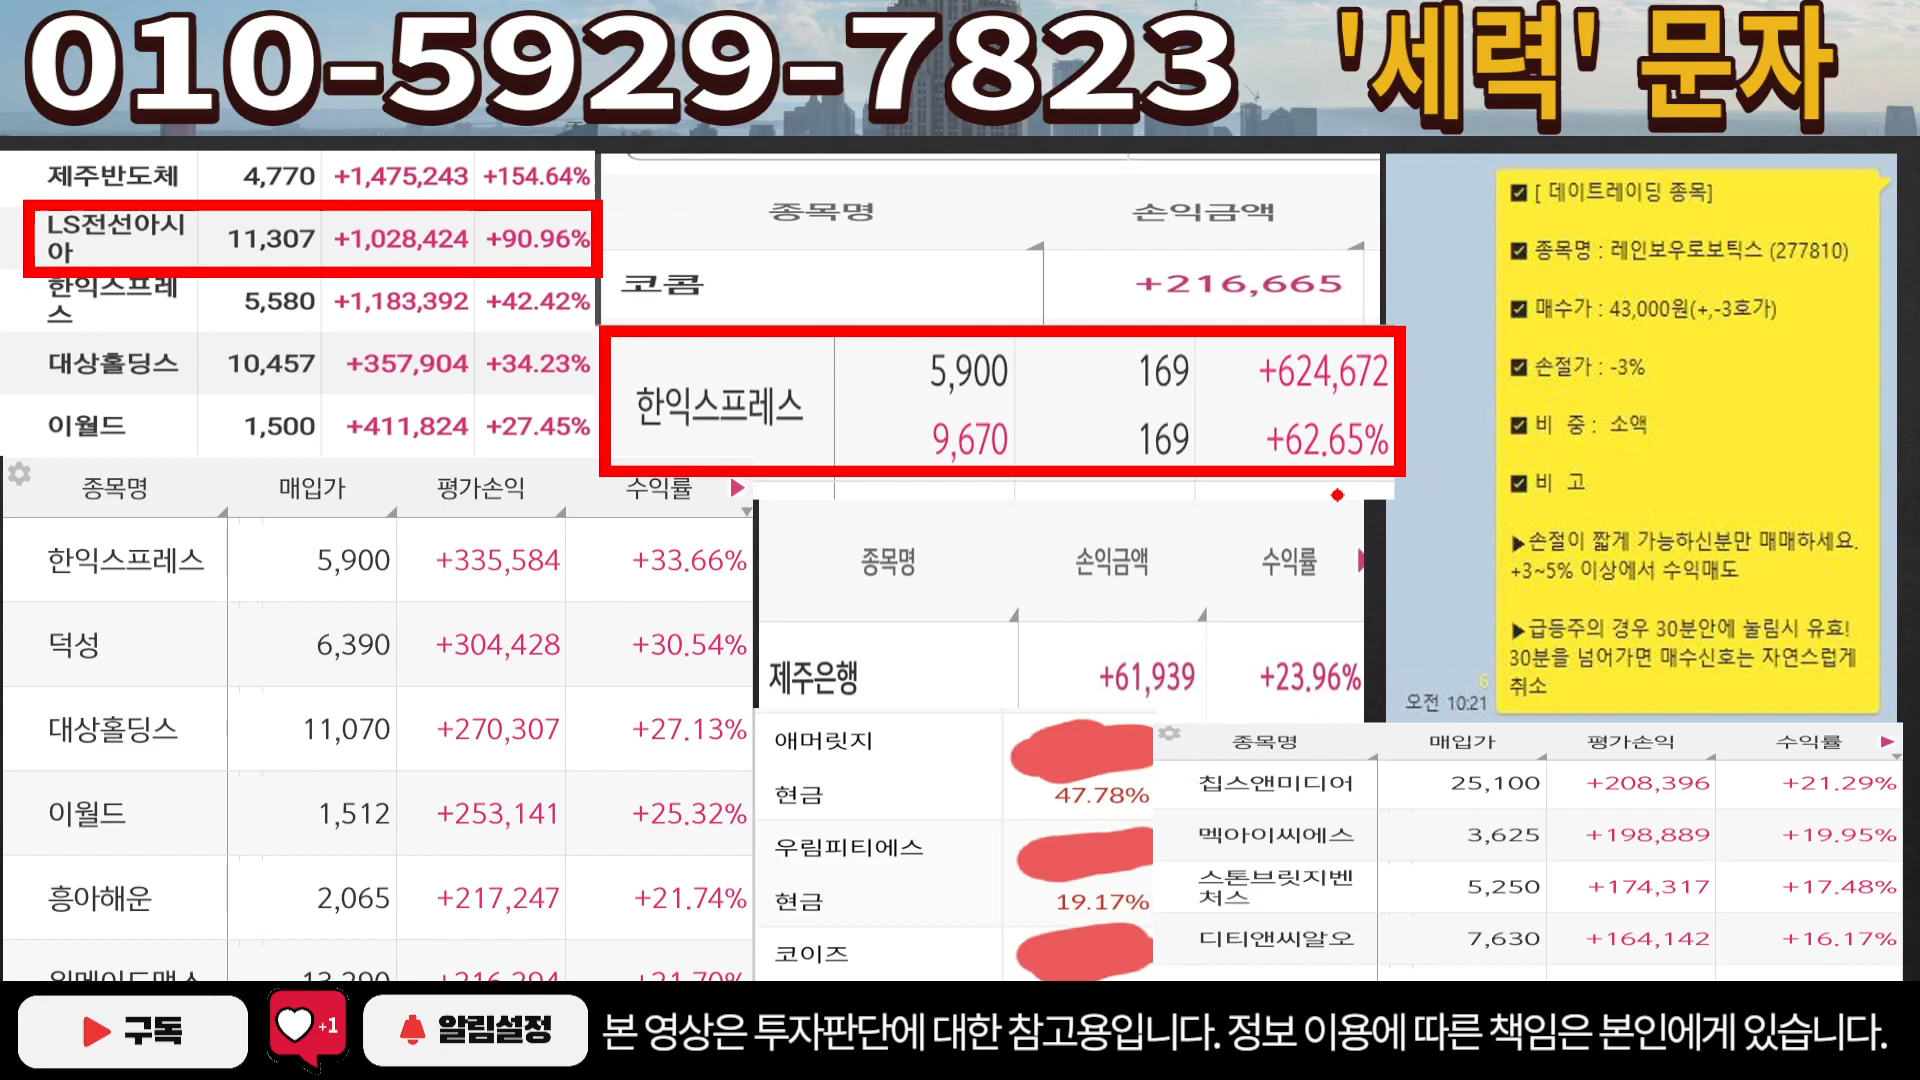 010-5929-7823 '세력' 문자
제주반도체 4,770 +1,475,243 +154.64%
LS전선아시아 11,307 +1,028,424 +90.96%
한익스프레스 5,580 +1,183,392 +42.42%
대상홀딩스 10,457 +357,904 +34.23%
이월드 1,500 +411,824 +27.45%
종목명 손익금액
코콤 +216,665
한익스프레스 5,900 169 +624,672
9,670 169 +62.65%
☑ [ 데이트레이딩 종목]
☑ 종목명 : 레인보우로보틱스 (277810)
☑ 매수가 : 43,000원(+,-3호가)
☑ 손절가 : -3%
☑ 비 중 : 소액
☑ 비 고
▶손절이 짧게 가능하신분만 매매하세요.
+3~5% 이상에서 수익매도
▶급등주의 경우 30분안에 눌림시 유효!
30분을 넘어가면 매수신호는 자연스럽게
취소
6
오전 10:21
종목명 매입가 평가손익 수익률
한익스프레스 5,900 +335,584 +33.66%
덕성 6,390 +304,428 +30.54%
대상홀딩스 11,070 +270,307 +27.13%
이월드 1,512 +253,141 +25.32%
흥아해운 2,065 +217,247 +21.74%
종목명 손익금액 수익률
제주은행 +61,939 +23.96%
애머릿지
현금 47.78%
우림피티에스
현금 19.17%
코이즈
종목명 매입가 평가손익 수익률
칩스앤미디어 25,100 +208,396 +21.29%
멕아이씨에스 3,625 +198,889 +19.95%
스톤브릿지벤처스 5,250 +174,317 +17.48%
디티앤씨알오 7,630 +164,142 +16.17%
구독 +1 알림설정 본 영상은 투자판단에 대한 참고용입니다. 정보 이용에 따른 책임은 본인에게 있습니다.